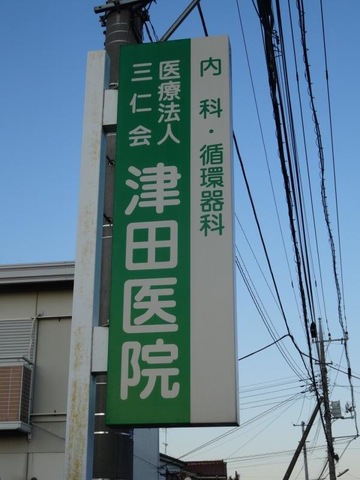 内科・循環器科
医療法人
三仁会
津田医院